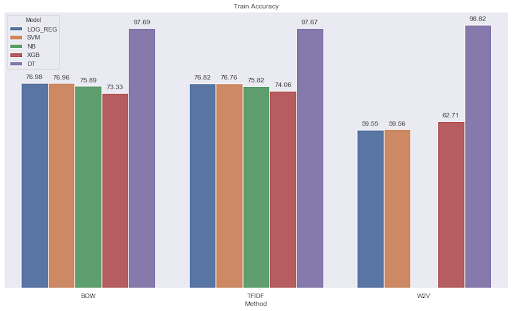 Train Accuracy
Model
LOG_REG
SVM
NB
XGB
DT
76.98
76.96
75.89
73.33
97.69
76.82
76.76
75.82
74.06
97.67
59.55
59.56
62.71
98.82
BOW
TFIDF
W2V
Method